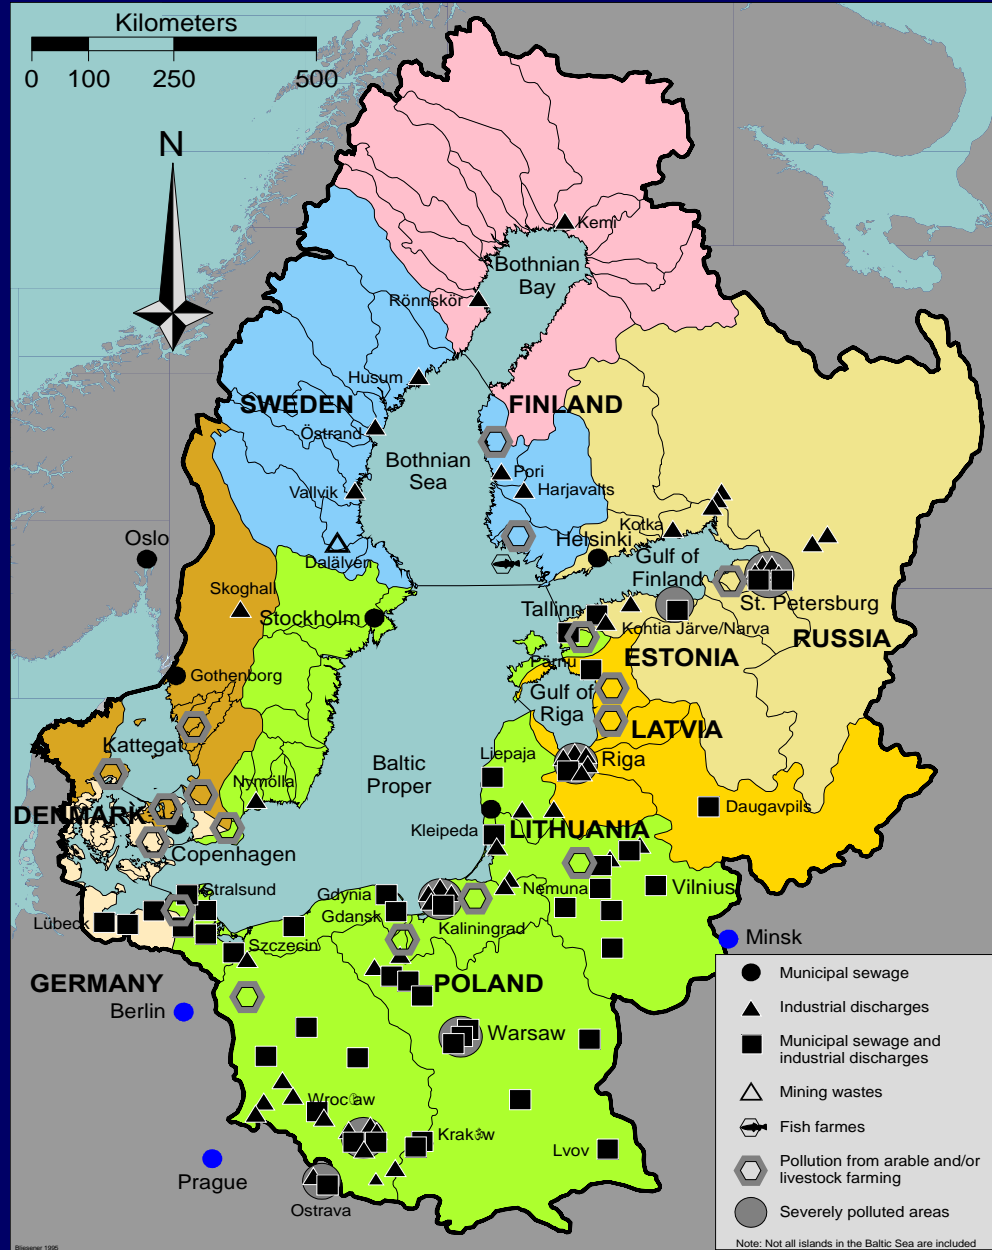 Kilometers
0 100 250 500
N
Kemi
Bothnian
Bay
Rönnskör
Husum
SWEDEN
FINLAND
Östrand
Bothnian
Sea
Pori
Harjavalts
Vallvik
Kotka
Oslo
Helsinki
Dalälven
Gulf of
Finland
Skoghall
St. Petersburg
Tallinn
Stockholm
Kohtia Järve/Narva
RUSSIA
ESTONIA
Pärnu
Gothenborg
Gulf of
Riga
LATVIA
Kattegat
Liepaja
Riga
Baltic
Proper
Nymölla
Daugavpils
DENMARK
Kleipeda
LITHUANIA
Copenhagen
Stralsund
Gdynia
Nemuna
Vilnius
Gdansk
Lübeck
Kaliningrad
Szczecin
Minsk
GERMANY
POLAND
Berlin
Warsaw
Wroc aw
Krak w
Lvov
Prague
Ostrava
Municipal sewage
Industrial discharges
Municipal sewage and
industrial discharges
Mining wastes
Fish farmes
Pollution from arable and/or
livestock farming
Severely polluted areas
Note: Not all islands in the Baltic Sea are included